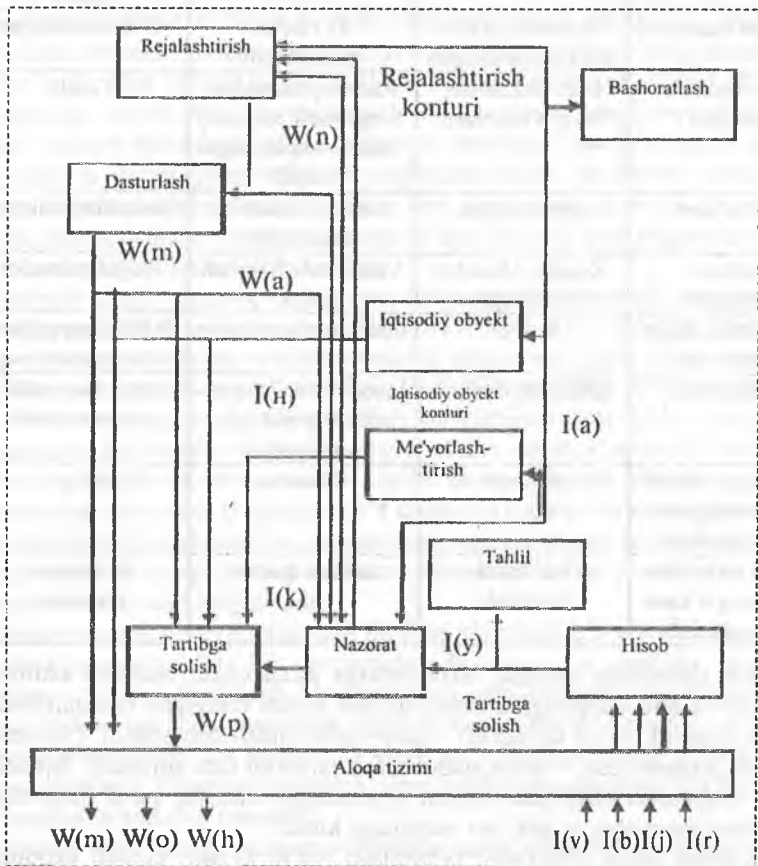 Rejalashtirish
Rejalashtirish
konturi
Bashoratlash
W(n)
Dasturlash
W(m)
W(a)
Iqtisodiy obyekt
I(н)
Iqtisodiy obyekt
konturi
I(a)
Me'yorlash-
tirish
Tahlil
I(k)
Tartibga
solish
Nazorat
I(y)
Hisob
Tartibga
solish
W(p)
Aloqa tizimi
W(m) W(o) W(h)
I(v) I(b) I(j) I(r)